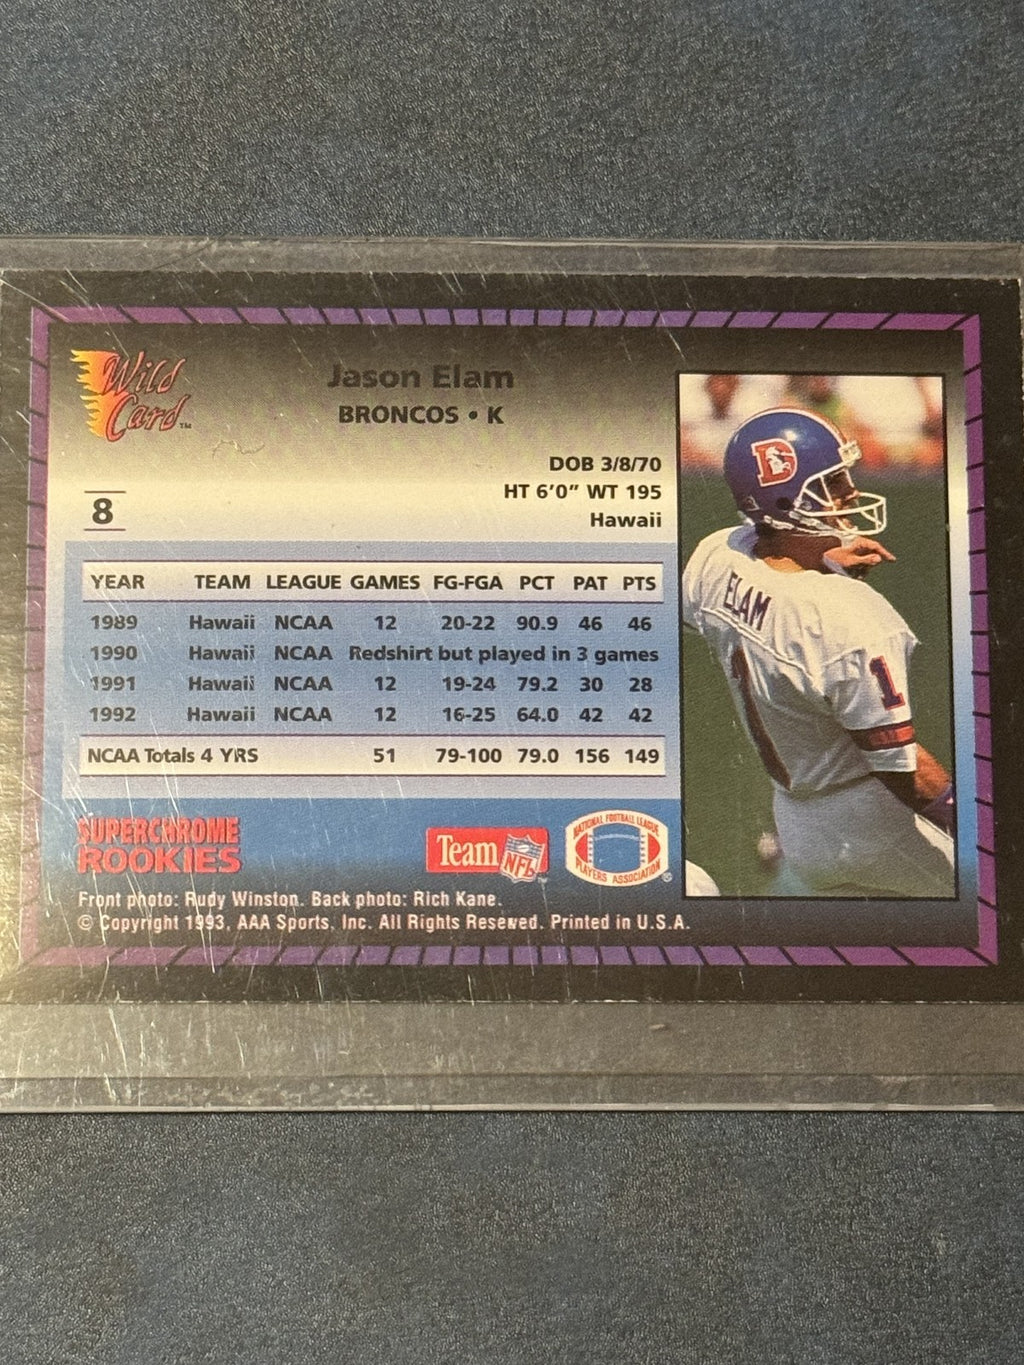 Wild
Card™
Jason Elam
BRONCOS • K
8
DOB 3/8/70
HT 6'0" WT 195
Hawaii
YEAR TEAM LEAGUE GAMES FG-FGA PCT PAT PTS
1989 Hawaii NCAA 12 20-22 90.9 46 46
1990 Hawaii NCAA Redshirt but played in 3 games
1991 Hawaii NCAA 12 19-24 79.2 30 28
1992 Hawaii NCAA 12 16-25 64.0 42 42
NCAA Totals 4 YRS 51 79-100 79.0 156 149
SUPERCHROME
ROOKIES
Team NFL™
NATIONAL FOOTBALL LEAGUE
PLAYERS ASSOCIATION®
Front photo: Rudy Winston. Back photo: Rich Kane.
© Copyright 1993, AAA Sports, Inc. All Rights Reseved. Printed in U.S.A.
D
ELAM
1
1